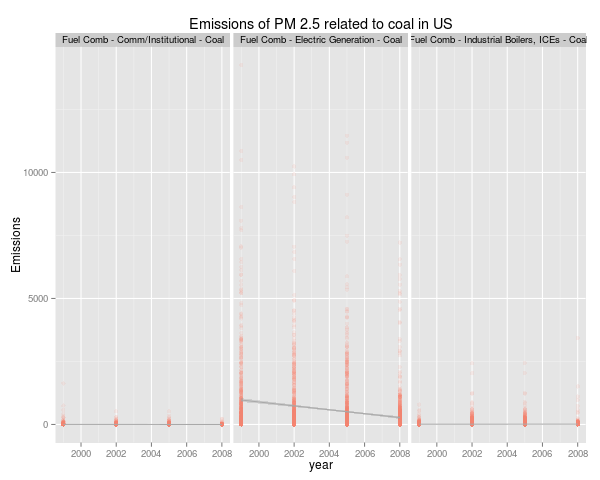 Emissions of PM 2.5 related to coal in US
Fuel Comb - Comm/Institutional - Coal
Fuel Comb - Electric Generation - Coal
Fuel Comb - Industrial Boilers, ICEs - Coal
Emissions
10000
5000
0
2000 2002 2004 2006 2008
2000 2002 2004 2006 2008
2000 2002 2004 2006 2008
year